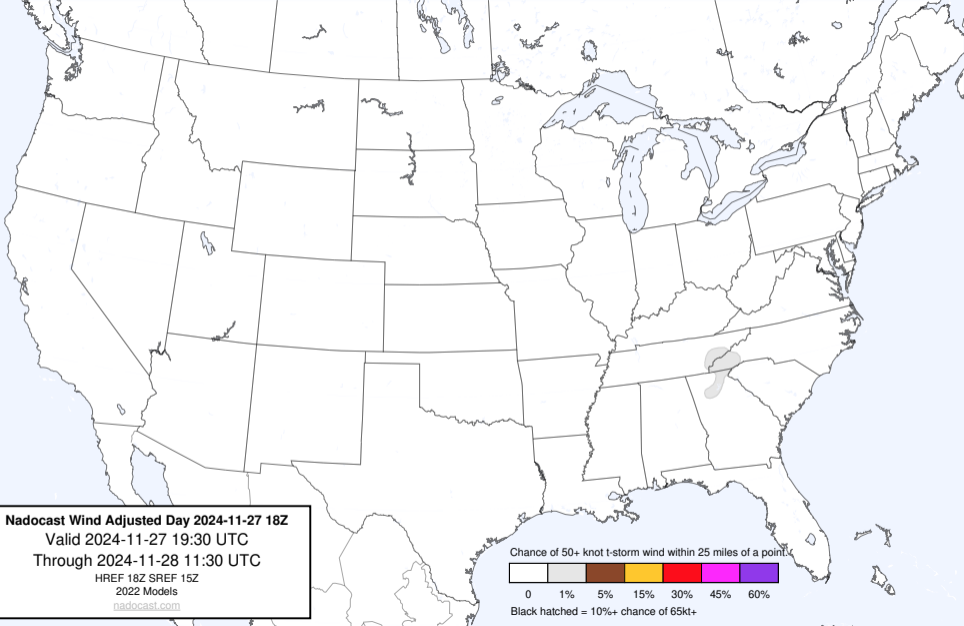 Nadocast Wind Adjusted Day 2024-11-27 18Z
Valid 2024-11-27 19:30 UTC
Through 2024-11-28 11:30 UTC
HREF 18Z SREF 15Z
2022 Models
nadocast.com
Chance of 50+ knot t-storm wind within 25 miles of a point.
0 1% 5% 15% 30% 45% 60%
Black hatched = 10%+ chance of 65kt+